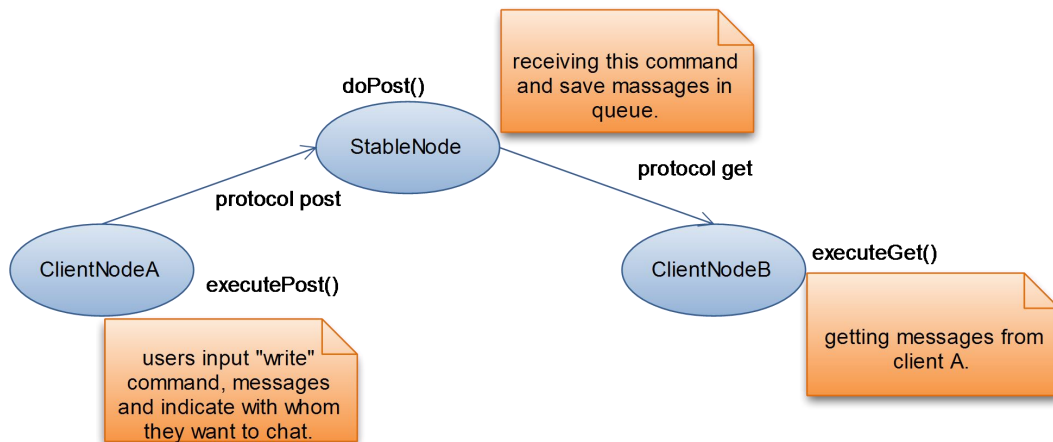 receiving this command
and save massages in
queue.
doPost()
StableNode
protocol post
protocol get
ClientNodeA
executePost()
ClientNodeB
executeGet()
users input "write"
command, messages
and indicate with whom
they want to chat.
getting messages from
client A.